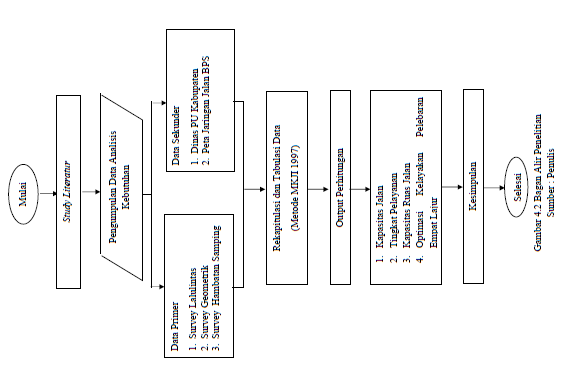 Mulai
Study Literatur
Pengumpulan Data Analisis
Kebutuhan
Data Primer
1. Survey Lalulintas
2. Survey Geometrik
3. Survey Hambatan Samping
Data Sekunder
1. Dinas PU Kabupaten
2. Peta Jaringan Jalan BPS
Rekapitulasi dan Tabulasi Data
(Metode MKJI 1997)
Output Perhitungan
1. Kapasitas Jalan
2. Tingkat Pelayanan
3. Kapasitas Ruas Jalan
4. Optimasi Kelayakan Pelebaran
Empat Lajur
Kesimpulan
Selesai
Gambar 4.2 Bagan Alir Penelitian
Sumber : Penulis